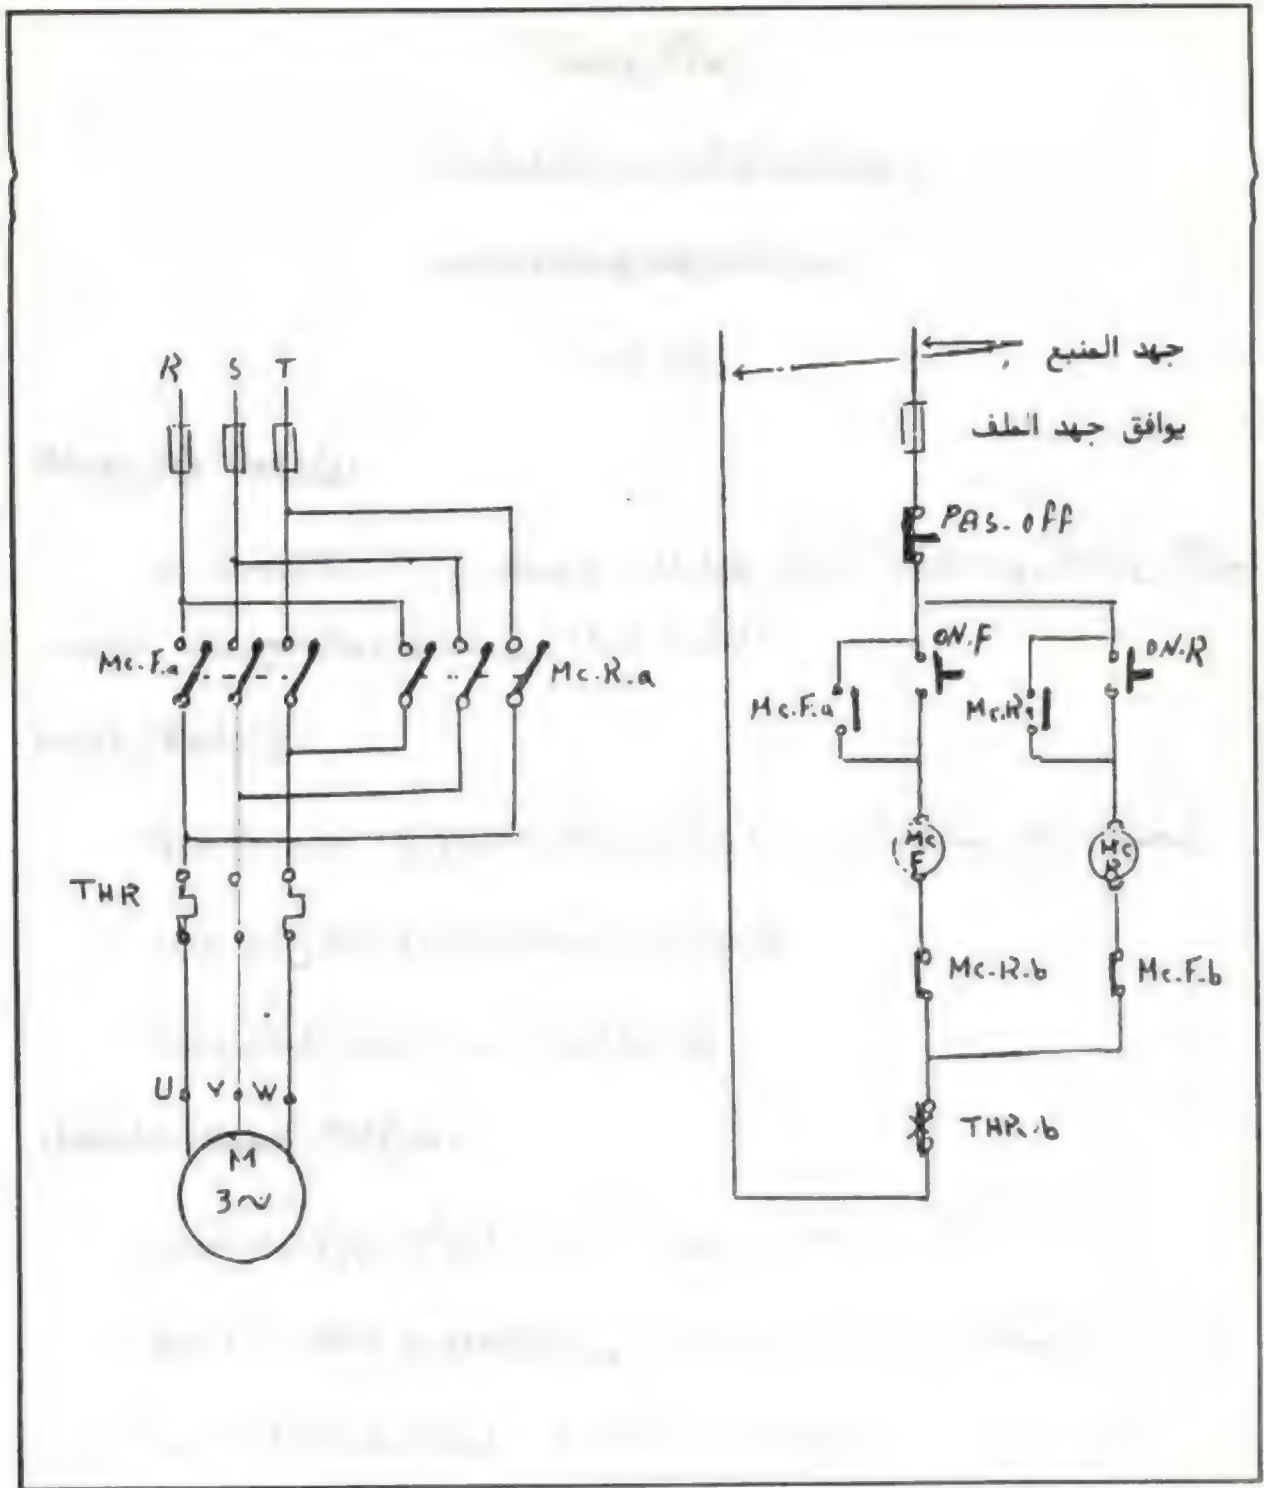 R S T
Mc.F.a
Mc.R.a
THR
U V W
M
3~
جهد المنبع
يوافق جهد الملف
PBS-off
ON.F
ON.R
Mc.F.a
Mc.R.a
Mc
F
Mc
R
Mc.R.b
Mc.F.b
THR.b